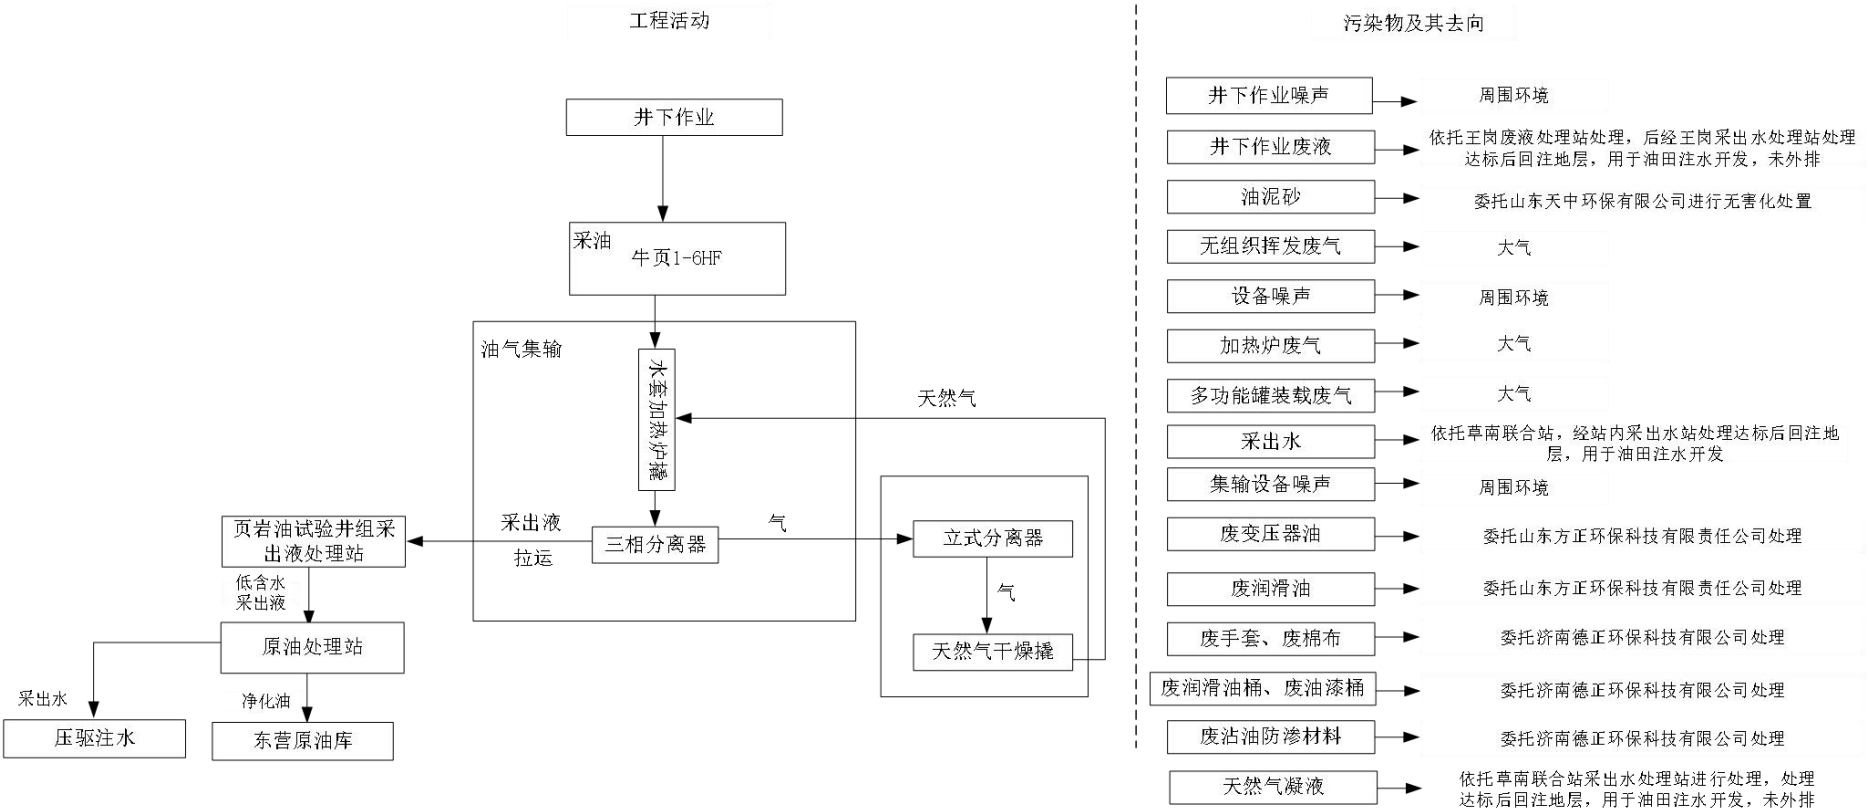 工程活动
井下作业
采油
牛页1-6HF
油气集输
水套加热炉撬
天然气
三相分离器
采出液
拉运
气
立式分离器
气
天然气干燥撬
页岩油试验井组采
出液处理站
低含水
采出液
原油处理站
采出水
净化油
压驱注水
东营原油库
污染物及其去向
井下作业噪声
周围环境
井下作业废液
依托王岗废液处理站处理，后经王岗采出水处理站处理
达标后回注地层，用于油田注水开发，未外排
油泥砂
委托山东天中环保有限公司进行无害化处置
无组织挥发废气
大气
设备噪声
周围环境
加热炉废气
大气
多功能罐装载废气
大气
采出水
依托草南联合站，经站内采出水站处理达标后回注地
层，用于油田注水开发
集输设备噪声
周围环境
废变压器油
委托山东方正环保科技有限责任公司处理
废润滑油
委托山东方正环保科技有限责任公司处理
废手套、废棉布
委托济南德正环保科技有限公司处理
废润滑油桶、废油漆桶
委托济南德正环保科技有限公司处理
废沾油防渗材料
委托济南德正环保科技有限公司处理
天然气凝液
依托草南联合站采出水处理站进行处理，处理
达标后回注地层，用于油田注水开发，未外排